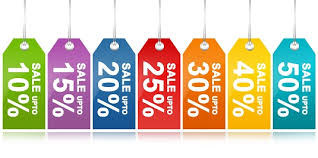 SALE UPTO
10%
SALE UPTO
15%
SALE UPTO
20%
SALE UPTO
25%
SALE UPTO
30%
SALE UPTO
40%
SALE UPTO
50%